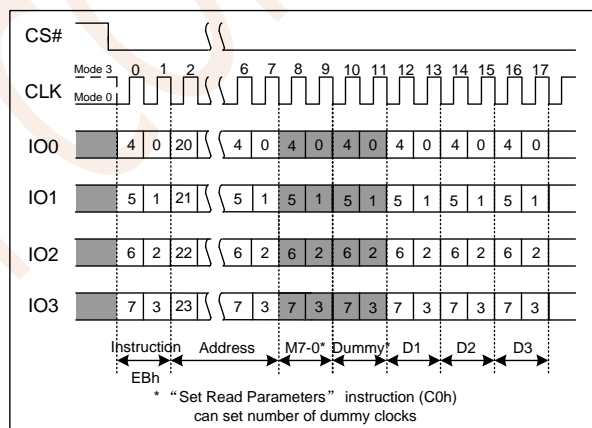 CS#
Mode 3 0 1 2 6 7 8 9 10 11 12 13 14 15 16 17
CLK
Mode 0
IO0 4 0 20 4 0 4 0 4 0 4 0 4 0 4 0
IO1 5 1 21 5 1 5 1 5 1 5 1 5 1 5 1
IO2 6 2 22 6 2 6 2 6 2 6 2 6 2 6 2
IO3 7 3 23 7 3 7 3 7 3 7 3 7 3 7 3
Instruction Address M7-0* Dummy* D1 D2 D3
EBh
* “Set Read Parameters” instruction (C0h)
can set number of dummy clocks